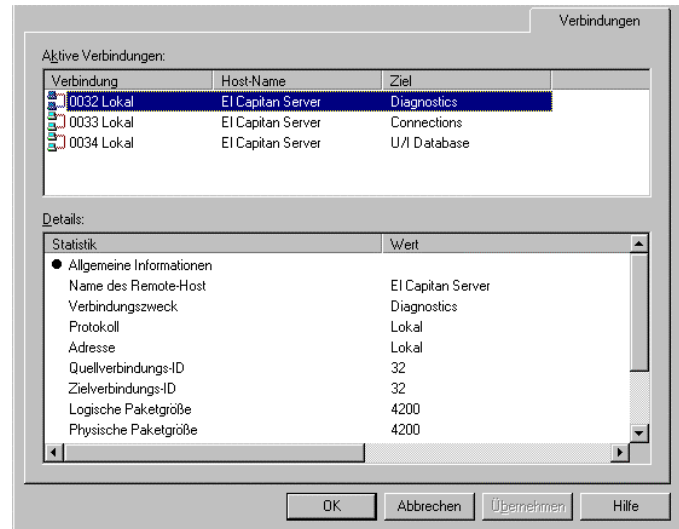 Verbindungen
Aktive Verbindungen:
Verbindung Host-Name Ziel
0032 Lokal El Capitan Server Diagnostics
0033 Lokal El Capitan Server Connections
0034 Lokal El Capitan Server U/I Database
Details:
Statistik Wert
Allgemeine Informationen
Name des Remote-Host El Capitan Server
Verbindungszweck Diagnostics
Protokoll Lokal
Adresse Lokal
Quellverbindungs-ID 32
Zielverbindungs-ID 32
Logische Paketgröße 4200
Physische Paketgröße 4200
OK Abbrechen Übernehmen Hilfe